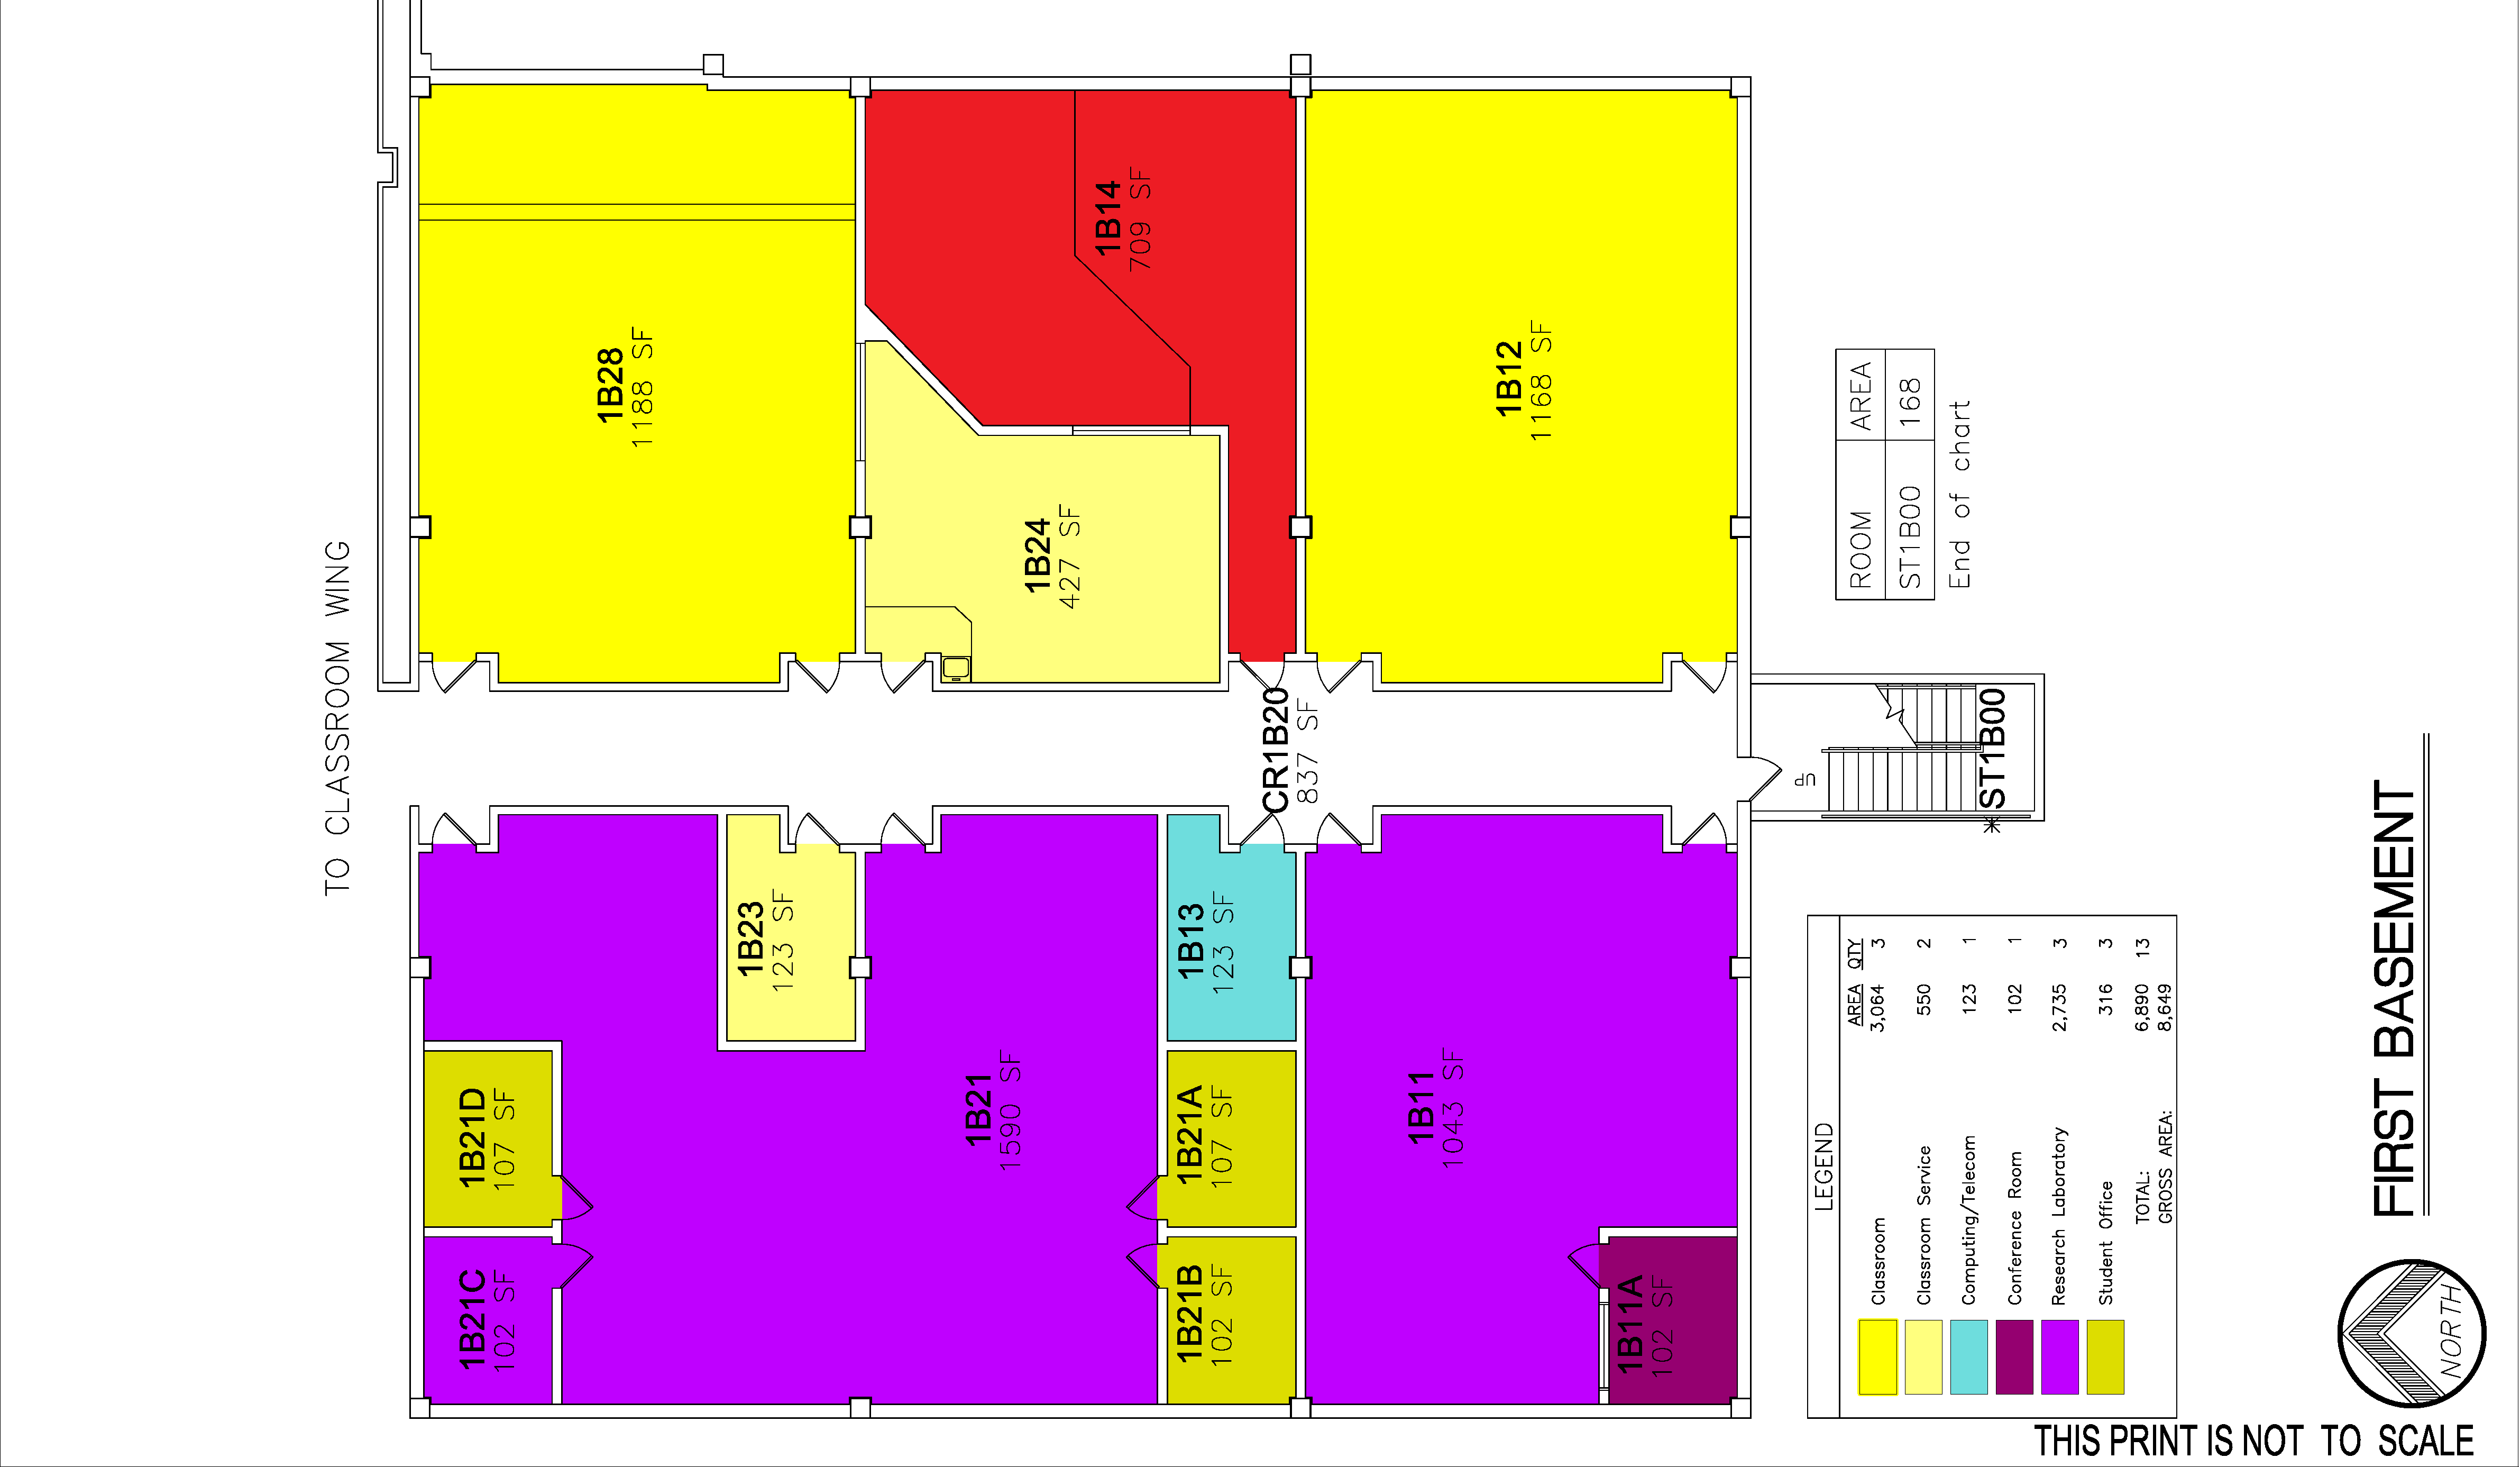 TO CLASSROOM WING
1B28
1188 SF
1B14
709 SF
1B12
1168 SF
1B24
427 SF
CR1B20
837 SF
ST1B00
UP
1B23
123 SF
1B13
123 SF
1B21D
107 SF
1B21
1590 SF
1B21A
107 SF
1B11
1043 SF
1B21C
102 SF
1B21B
102 SF
1B11A
102 SF
ROOM AREA
ST1B00 168
End of chart
LEGEND
AREA QTY
Classroom 3,064 3
Classroom Service 550 2
Computing/Telecom 123 1
Conference Room 102 1
Research Laboratory 2,735 3
Student Office 316 3
TOTAL: 6,890 13
GROSS AREA: 8,649
FIRST BASEMENT
NORTH
THIS PRINT IS NOT TO SCALE